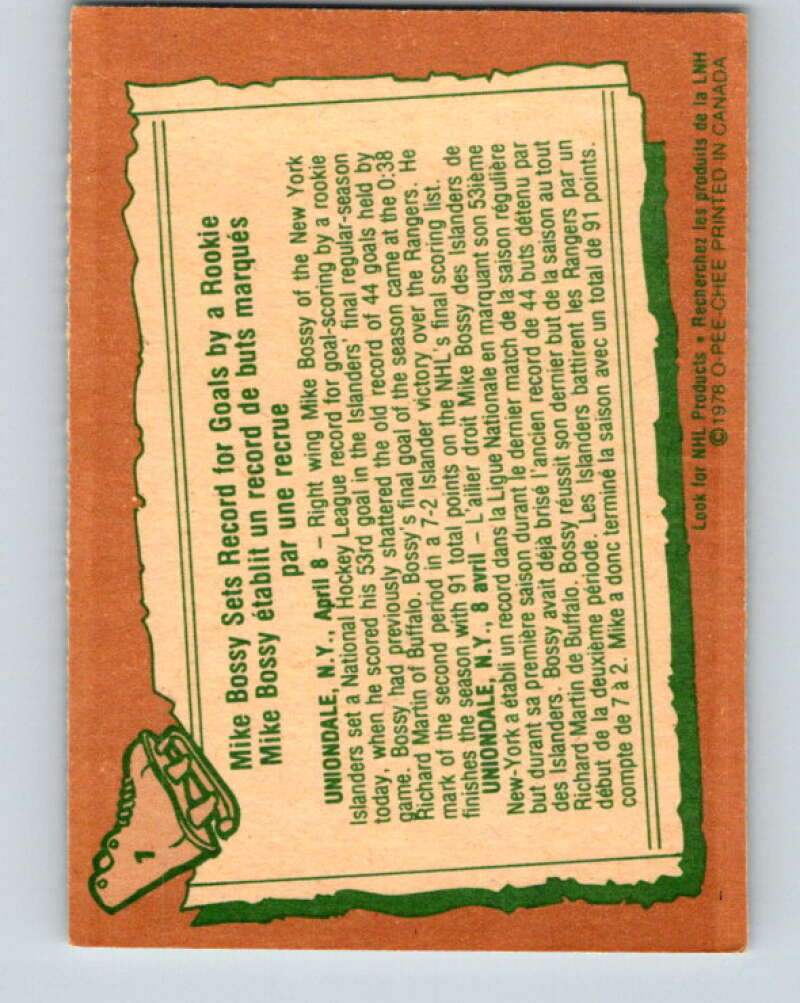 1
Mike Bossy Sets Record for Goals by a Rookie
Mike Bossy établit un record de buts marqués
par une recrue
UNIONDALE, N.Y., April 8 – Right wing Mike Bossy of the New York
Islanders set a National Hockey League record for goal-scoring by a rookie
today, when he scored his 53rd goal in the Islanders' final regular-season
game. Bossy had previously shattered the old record of 44 goals held by
Richard Martin of Buffalo. Bossy's final goal of the season came at the 0:38
mark of the second period in a 7-2 Islander victory over the Rangers. He
finishes the season with 91 total points on the NHL's final scoring list.
UNIONDALE, N.Y., 8 avril – L'ailier droit Mike Bossy des Islanders de
New-York a établi un record dans la Ligue Nationale en marquant son 53ième
but durant sa première saison durant le dernier match de la saison régulière
des Islanders. Bossy avait déjà brisé l'ancien record de 44 buts détenu par
Richard Martin de Buffalo. Bossy réussit son dernier but de la saison au tout
début de la deuxième période. Les Islanders battirent les Rangers par un
compte de 7 à 2. Mike a donc terminé la saison avec un total de 91 points.
Look for NHL Products • Recherchez les produits de la LNH
©1978 O-PEE-CHEE PRINTED IN CANADA